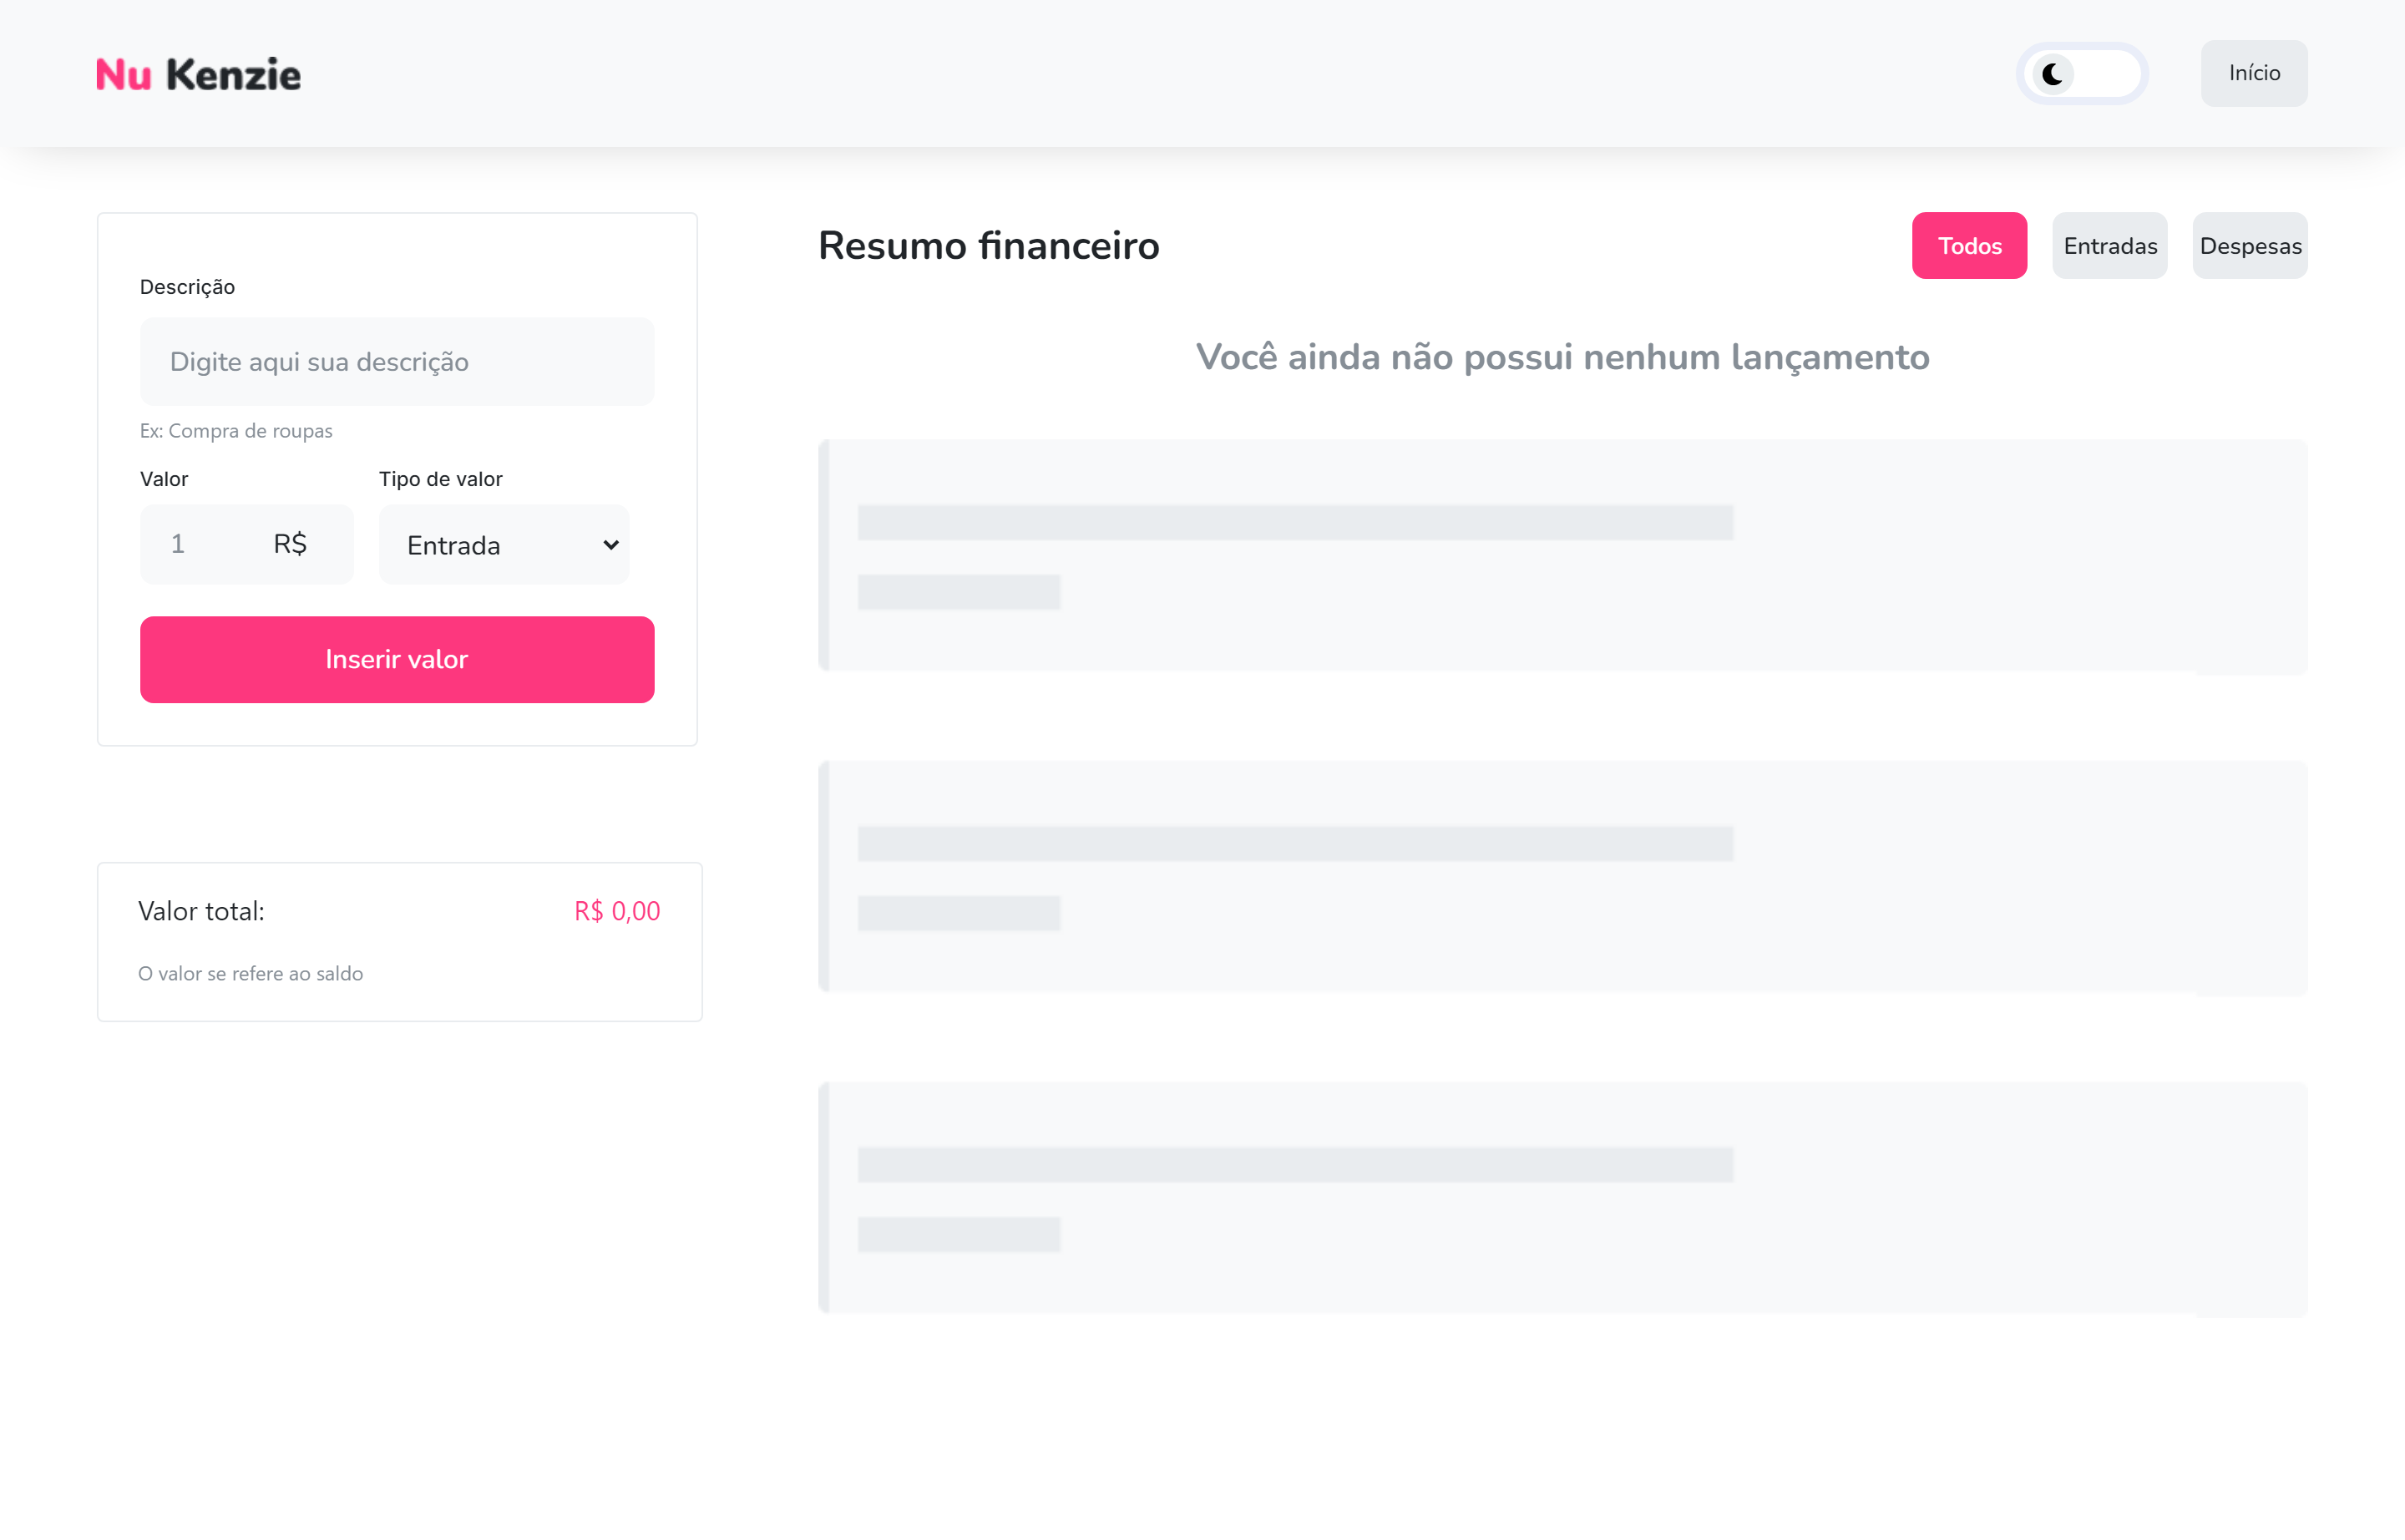 Nu Kenzie
Início
Descrição
Digite aqui sua descrição
Ex: Compra de roupas
Valor
Tipo de valor
1 R$
Entrada
Inserir valor
Valor total:
R$ 0,00
O valor se refere ao saldo
Resumo financeiro
Todos
Entradas
Despesas
Você ainda não possui nenhum lançamento